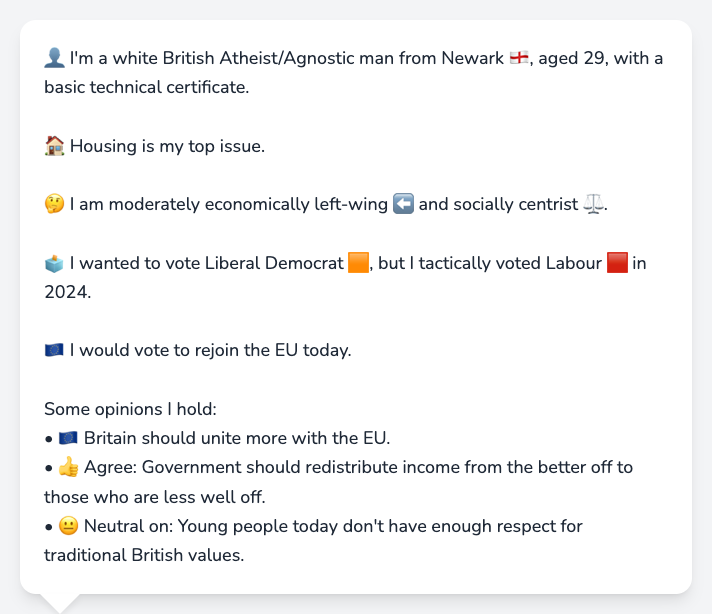 👤 I'm a white British Atheist/Agnostic man from Newark 🏴󠁧󠁢󠁥󠁮󠁧󠁿, aged 29, with a
basic technical certificate.
🏠 Housing is my top issue.
🤔 I am moderately economically left-wing ⬅️ and socially centrist ⚖️.
🗳️ I wanted to vote Liberal Democrat 🟧, but I tactically voted Labour 🟥 in
2024.
🇪🇺 I would vote to rejoin the EU today.
Some opinions I hold:
• 🇪🇺 Britain should unite more with the EU.
• 👍 Agree: Government should redistribute income from the better off to
those who are less well off.
• 😐 Neutral on: Young people today don't have enough respect for
traditional British values.